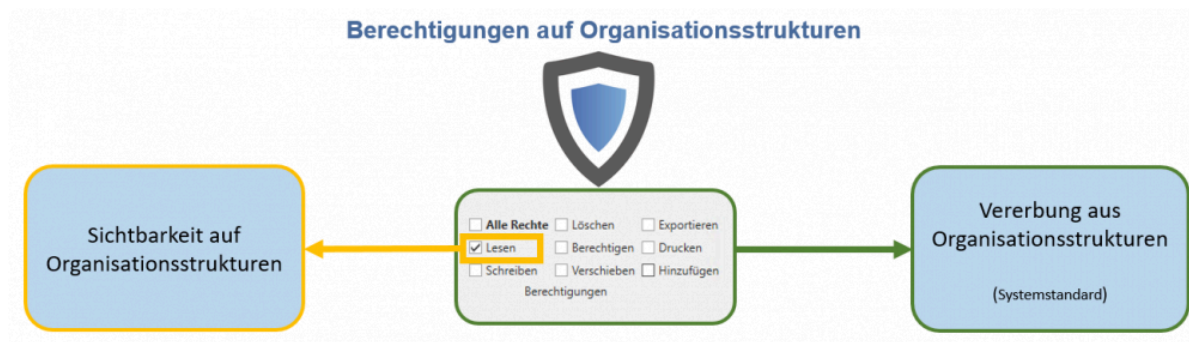 Berechtigungen auf Organisationsstrukturen
Sichtbarkeit auf
Organisationsstrukturen
Alle Rechte Löschen Exportieren
Lesen Berechtigen Drucken
Schreiben Verschieben Hinzufügen
Berechtigungen
Vererbung aus
Organisationsstrukturen
(Systemstandard)